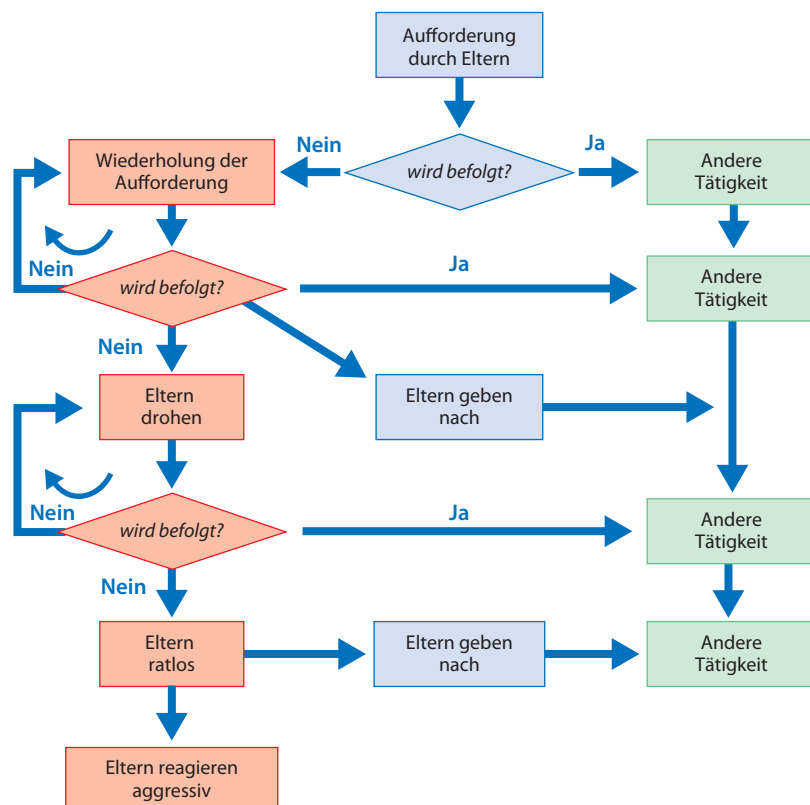 Aufforderung
durch Eltern
Nein
Ja
Wiederholung der
Aufforderung
wird befolgt?
Andere
Tätigkeit
Nein
wird befolgt?
Ja
Andere
Tätigkeit
Nein
Eltern
drohen
Eltern geben
nach
Nein
wird befolgt?
Ja
Andere
Tätigkeit
Nein
Eltern
ratlos
Eltern geben
nach
Andere
Tätigkeit
Eltern reagieren
aggressiv